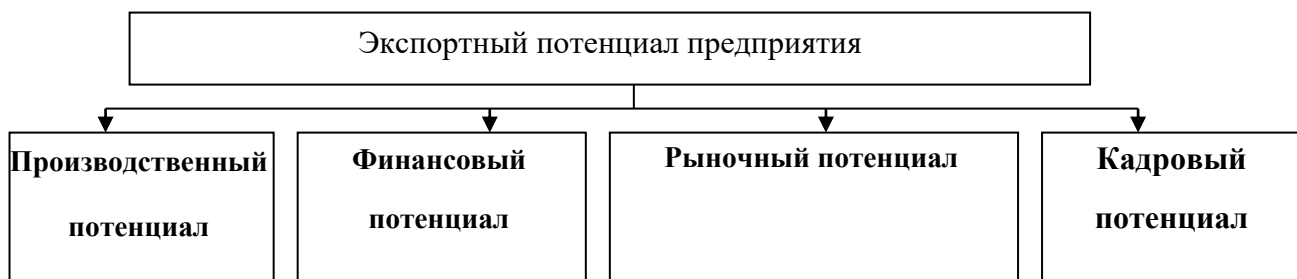 Экспортный потенциал предприятия
Производственный
потенциал
Финансовый
потенциал
Рыночный потенциал
Кадровый
потенциал